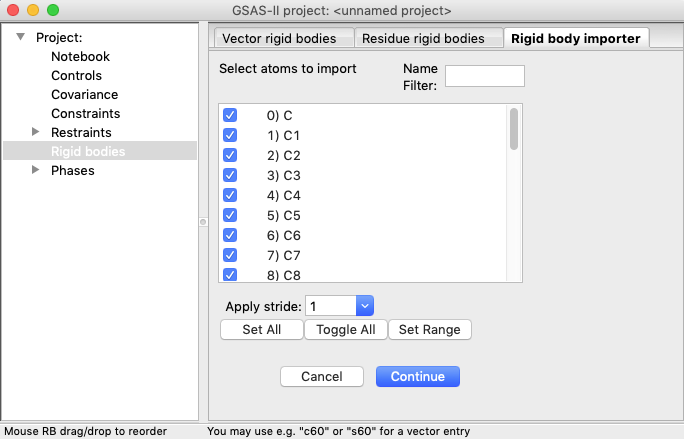 GSAS-II project: <unnamed project>
Project:
Notebook
Controls
Covariance
Constraints
Restraints
Rigid bodies
Phases
Vector rigid bodies
Residue rigid bodies
Rigid body importer
Select atoms to import
Name
Filter:
0) C
1) C1
2) C2
3) C3
4) C4
5) C5
6) C6
7) C7
8) C8
Apply stride: 1
Set All
Toggle All
Set Range
Cancel
Continue
Mouse RB drag/drop to reorder
You may use e.g. "c60" or "s60" for a vector entry